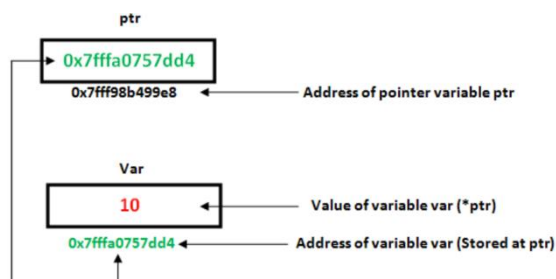 ptr
0x7fffa0757dd4
0x7fff98b499e8
Address of pointer variable ptr
Var
10
Value of variable var (*ptr)
0x7fffa0757dd4
Address of variable var (Stored at ptr)